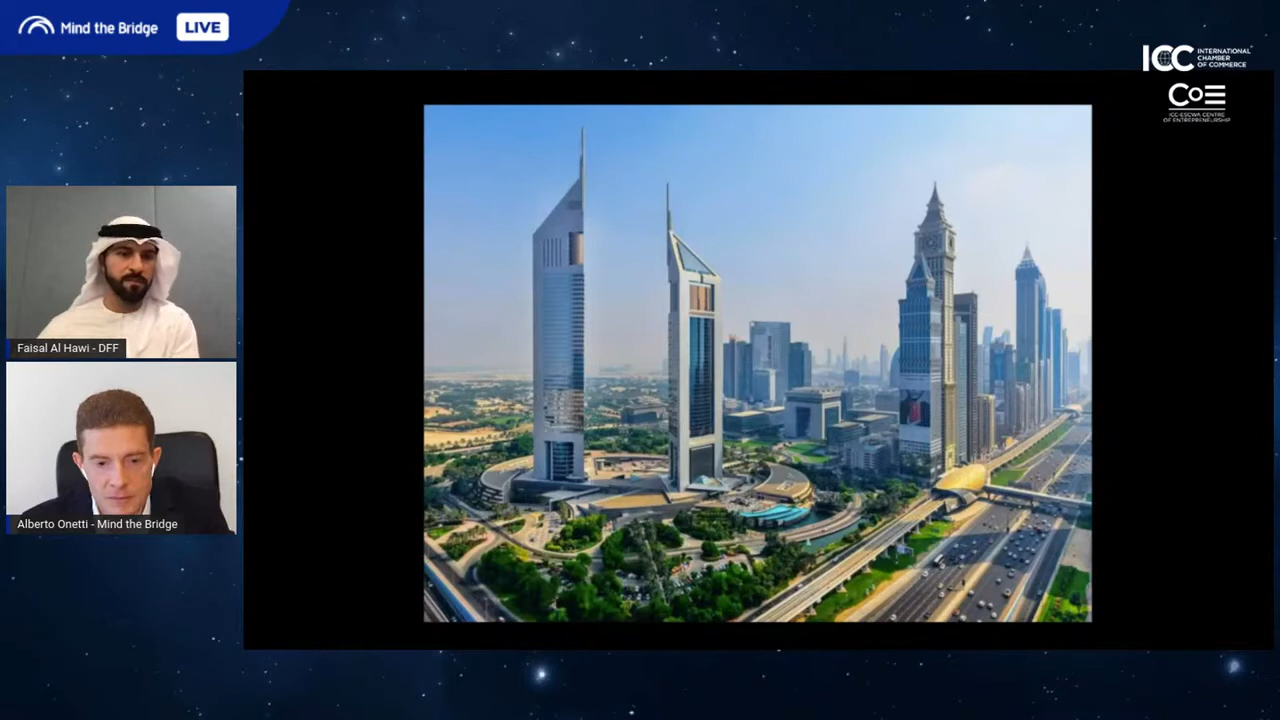 Mind the Bridge LIVE
ICC INTERNATIONAL
CHAMBER
OF COMMERCE
COE
ICC-ESCWA CENTRE
OF ENTREPRENEURSHIP
Faisal Al Hawi - DFF
Alberto Onetti - Mind the Bridge